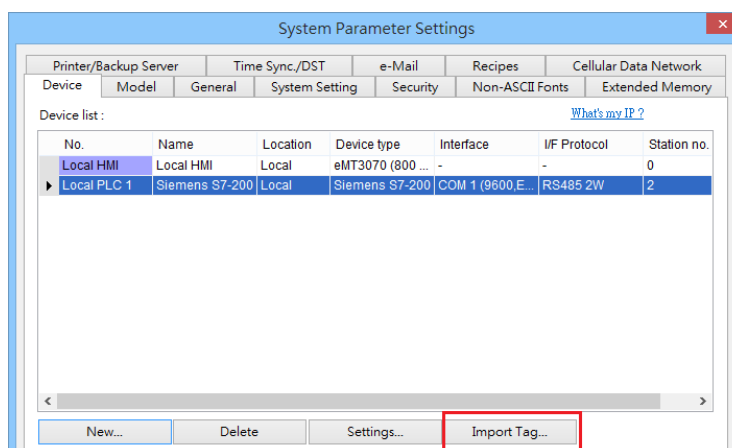 System Parameter Settings
Printer/Backup Server Time Sync./DST e-Mail Recipes Cellular Data Network
Device Model General System Setting Security Non-ASCII Fonts Extended Memory
Device list : What's my IP ?
No. Name Location Device type Interface I/F Protocol Station no.
Local HMI Local HMI Local eMT3070 (800 ... - - 0
Local PLC 1 Siemens S7-200 Local Siemens S7-200 COM 1 (9600,E... RS485 2W 2
New... Delete Settings... Import Tag...